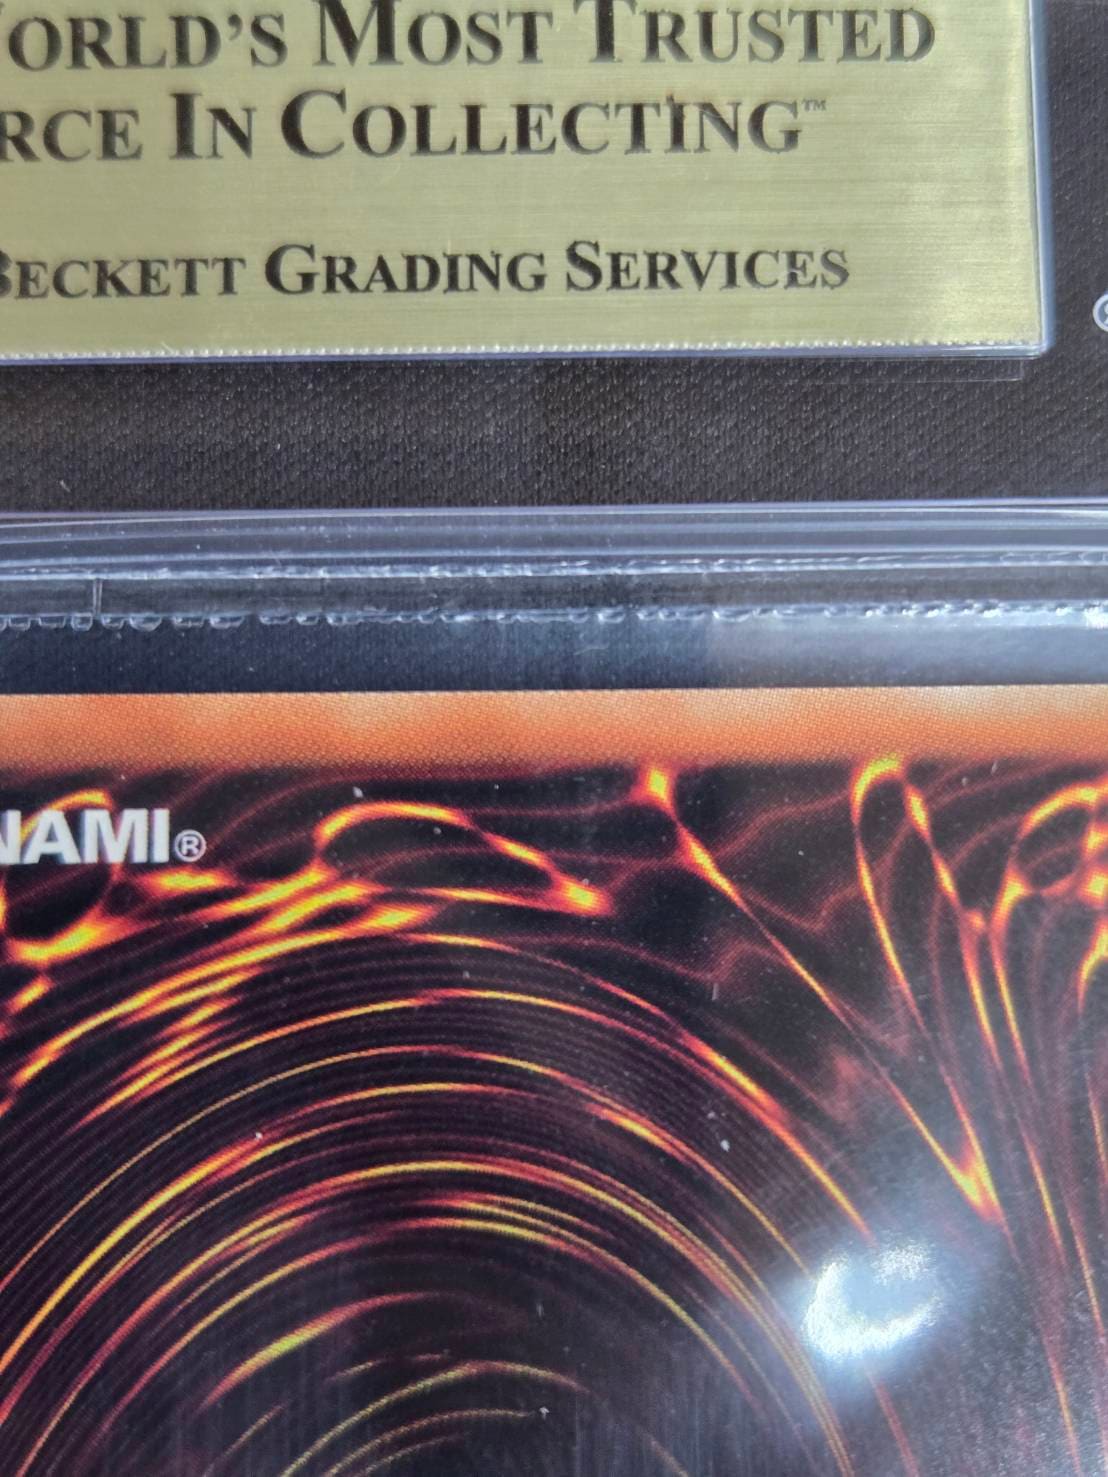 ORLD'S MOST TRUSTED
RCE IN COLLECTING™
BECKETT GRADING SERVICES
®
NAMI®